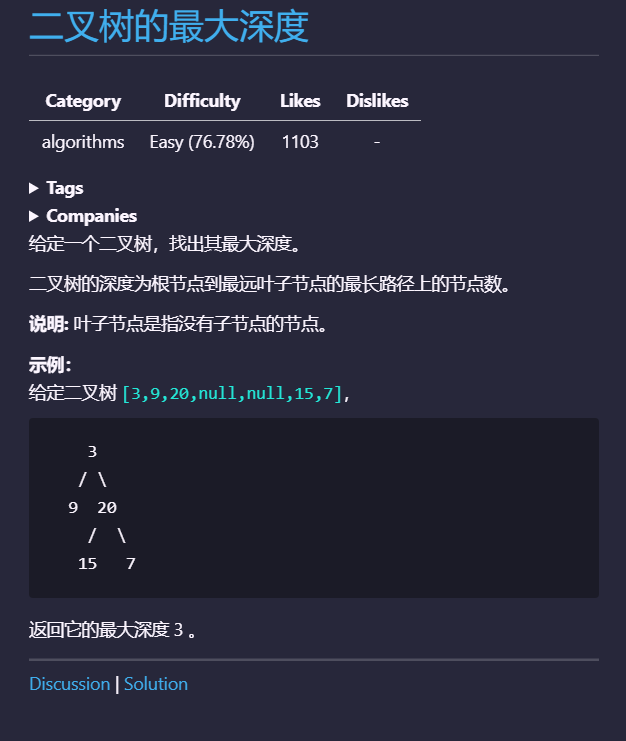 二叉树的最大深度
Category Difficulty Likes Dislikes
algorithms Easy (76.78%) 1103 -
▶ Tags
▶ Companies
给定一个二叉树，找出其最大深度。
二叉树的深度为根节点到最远叶子节点的最长路径上的节点数。
说明: 叶子节点是指没有子节点的节点。
示例：
给定二叉树 [3,9,20,null,null,15,7]，
3
/ \
9 20
/ \
15 7
返回它的最大深度 3 。
Discussion | Solution